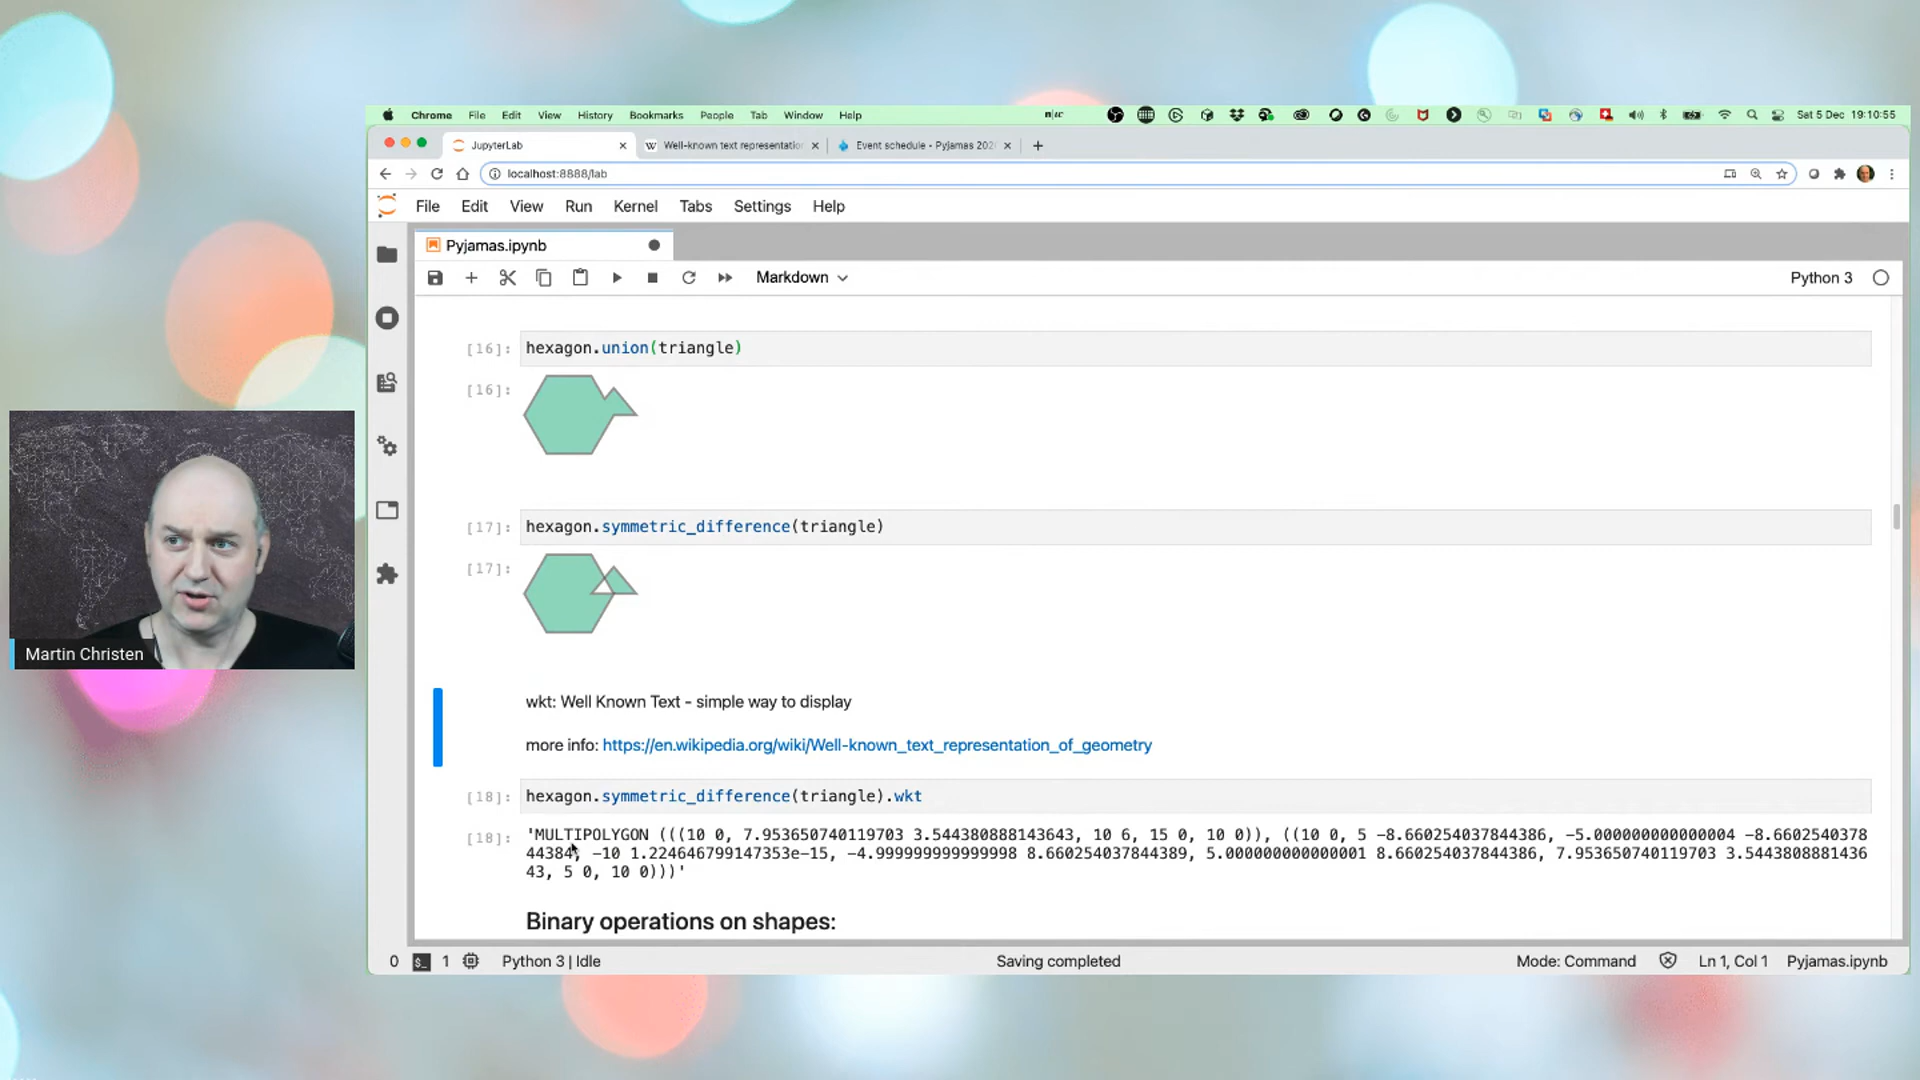 Chrome File Edit View History Bookmarks People Tab Window Help
Sat 5 Dec 19:10:55
JupyterLab
Well-known text representation
Event schedule - Pyjamas 202
localhost:8888/lab
File Edit View Run Kernel Tabs Settings Help
Pyjamas.ipynb
Markdown
Python 3
[16]: hexagon.union(triangle)
[16]:
[17]: hexagon.symmetric_difference(triangle)
[17]:
wkt: Well Known Text - simple way to display
more info: https://en.wikipedia.org/wiki/Well-known_text_representation_of_geometry
[18]: hexagon.symmetric_difference(triangle).wkt
[18]: 'MULTIPOLYGON (((10 0, 7.953650740119703 3.544380888143643, 10 6, 15 0, 10 0)), ((10 0, 5 -8.660254037844386, -5.000000000000004 -8.6602540378
44384, -10 1.224646799147353e-15, -4.999999999999998 8.660254037844389, 5.000000000000001 8.660254037844386, 7.953650740119703 3.5443808881436
43, 5 0, 10 0)))'
Binary operations on shapes:
Martin Christen
0 $_ 1 Python 3 | Idle Saving completed Mode: Command Ln 1, Col 1 Pyjamas.ipynb